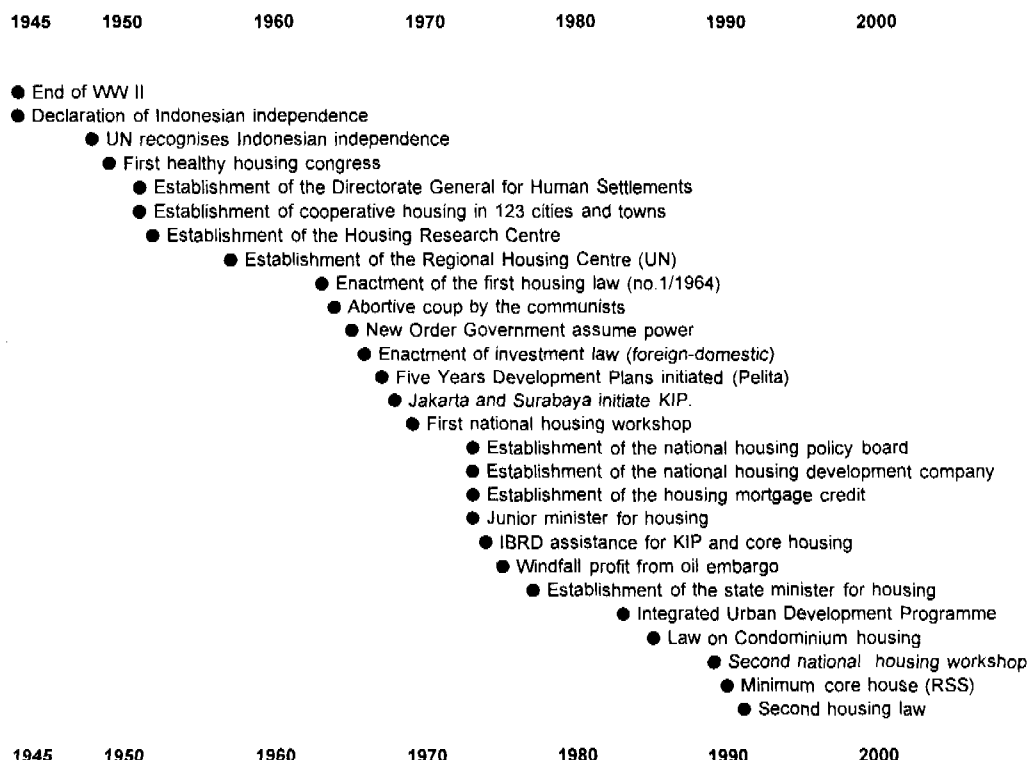 1945 1950 1960 1970 1980 1990 2000
End of WW II
Declaration of Indonesian independence
UN recognises Indonesian independence
First healthy housing congress
Establishment of the Directorate General for Human Settlements
Establishment of cooperative housing in 123 cities and towns
Establishment of the Housing Research Centre
Establishment of the Regional Housing Centre (UN)
Enactment of the first housing law (no.1/1964)
Abortive coup by the communists
New Order Government assume power
Enactment of investment law (foreign-domestic)
Five Years Development Plans initiated (Pelita)
Jakarta and Surabaya initiate KIP.
First national housing workshop
Establishment of the national housing policy board
Establishment of the national housing development company
Establishment of the housing mortgage credit
Junior minister for housing
IBRD assistance for KIP and core housing
Windfall profit from oil embargo
Establishment of the state minister for housing
Integrated Urban Development Programme
Law on Condominium housing
Second national housing workshop
Minimum core house (RSS)
Second housing law
1945 1950 1960 1970 1980 1990 2000